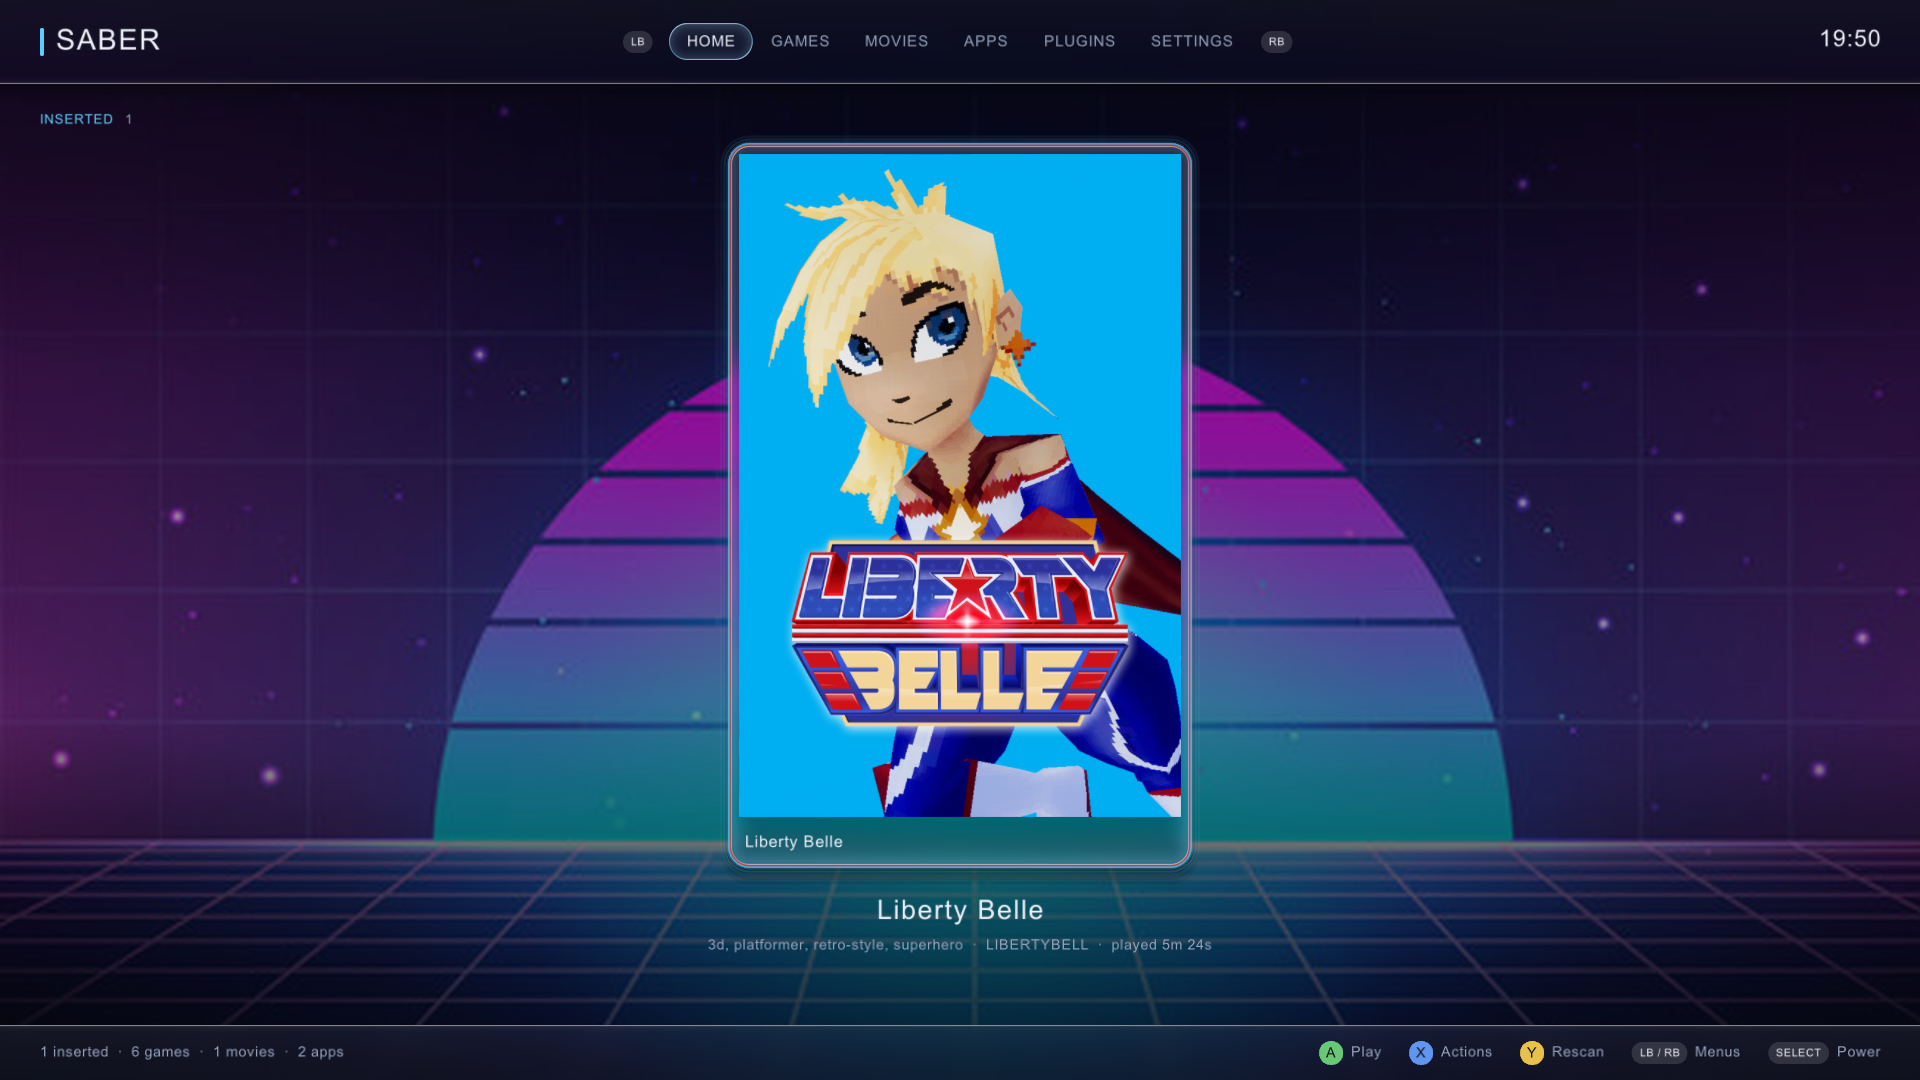 SABER
LB HOME GAMES MOVIES APPS PLUGINS SETTINGS RB
19:50
INSERTED 1
LIBERTY
BELLE
Liberty Belle
Liberty Belle
3d, platformer, retro-style, superhero · LIBERTYBELL · played 5m 24s
1 inserted · 6 games · 1 movies · 2 apps
A Play X Actions Y Rescan LB / RB Menus SELECT Power